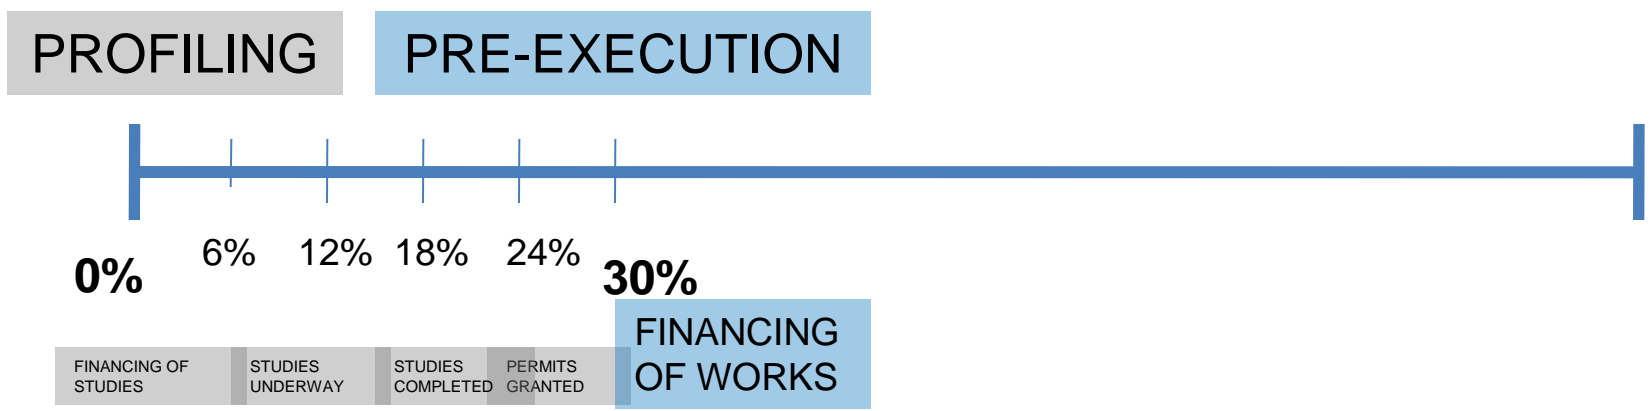 PROFILING
PRE-EXECUTION
0%
6%
12%
18%
24%
30%
FINANCING OF
STUDIES
STUDIES
UNDERWAY
STUDIES
COMPLETED
PERMITS
GRANTED
FINANCING
OF WORKS